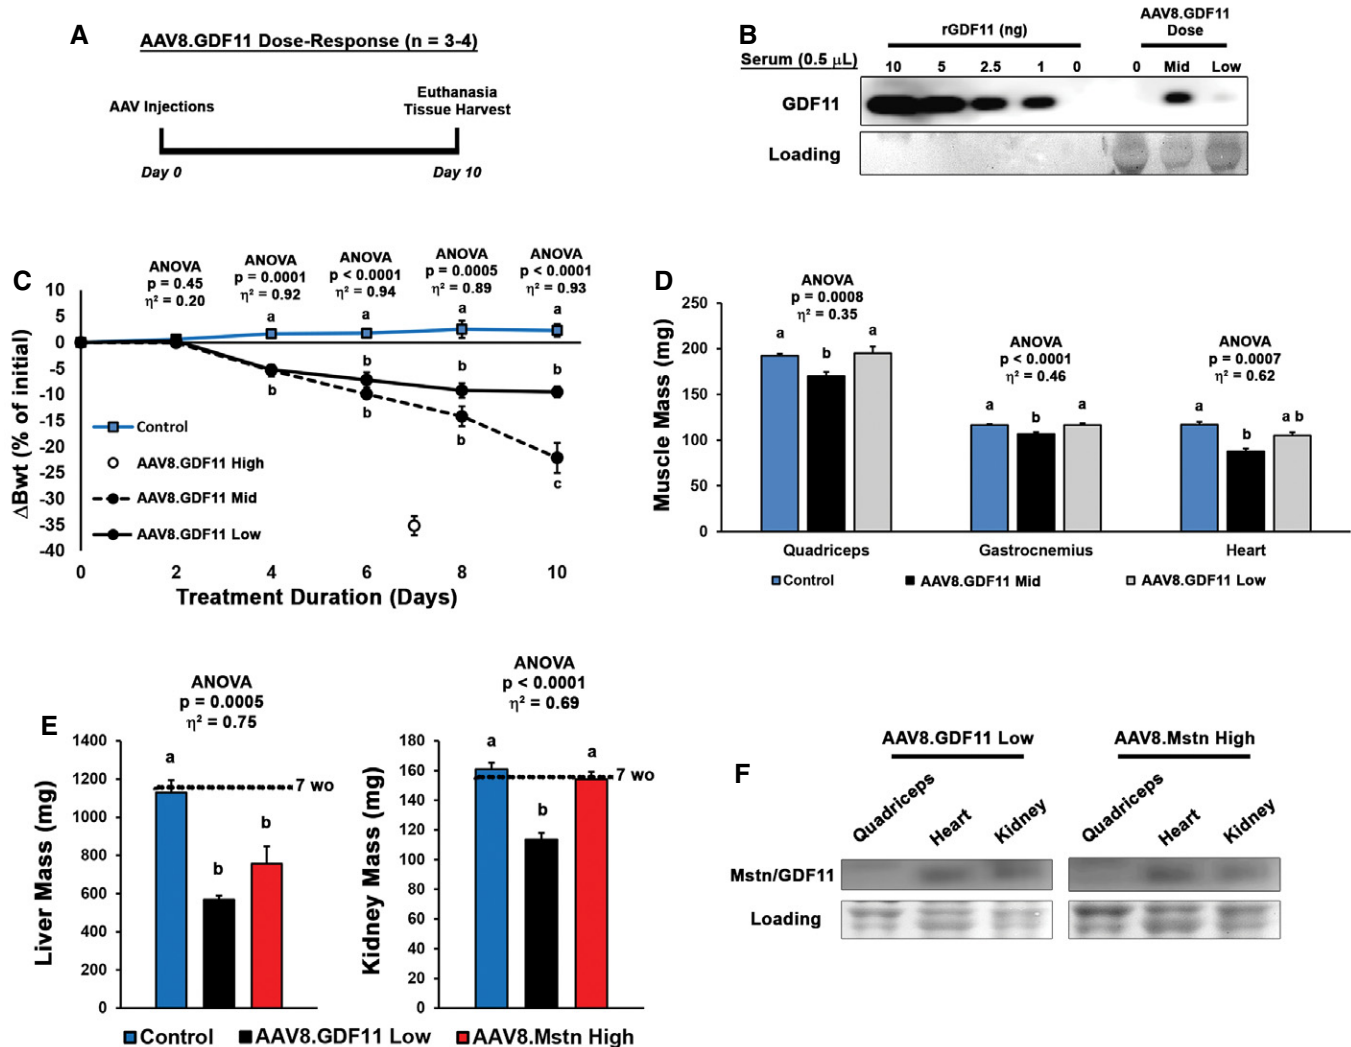 A
AAV8.GDF11 Dose-Response (n = 3-4)
AAV Injections
Euthanasia
Tissue Harvest
Day 0
Day 10
B
rGDF11 (ng)
AAV8.GDF11
Dose
Serum (0.5 µL)
10 5 2.5 1 0 0 Mid Low
GDF11
Loading
C
ANOVA
p = 0.45
η² = 0.20
ANOVA
p = 0.0001
η² = 0.92
ANOVA
p < 0.0001
η² = 0.94
ANOVA
p = 0.0005
η² = 0.89
ANOVA
p < 0.0001
η² = 0.93
ΔBwt (% of initial)
10
5
0
-5
-10
-15
-20
-25
-30
-35
-40
a a a a
b b b
b b b c
Control
AAV8.GDF11 High
AAV8.GDF11 Mid
AAV8.GDF11 Low
0 2 4 6 8 10
Treatment Duration (Days)
D
Muscle Mass (mg)
250
200
150
100
50
0
ANOVA
p = 0.0008
η² = 0.35
a b a
ANOVA
p < 0.0001
η² = 0.46
a b a
ANOVA
p = 0.0007
η² = 0.62
a b a b
Quadriceps Gastrocnemius Heart
Control AAV8.GDF11 Mid AAV8.GDF11 Low
E
ANOVA
p = 0.0005
η² = 0.75
Liver Mass (mg)
1400
1200
1000
800
600
400
200
0
a b b
7 wo
ANOVA
p < 0.0001
η² = 0.69
Kidney Mass (mg)
180
160
140
120
100
80
60
40
20
0
a b a
7 wo
Control AAV8.GDF11 Low AAV8.Mstn High
F
AAV8.GDF11 Low
AAV8.Mstn High
Quadriceps Heart Kidney
Quadriceps Heart Kidney
Mstn/GDF11
Loading